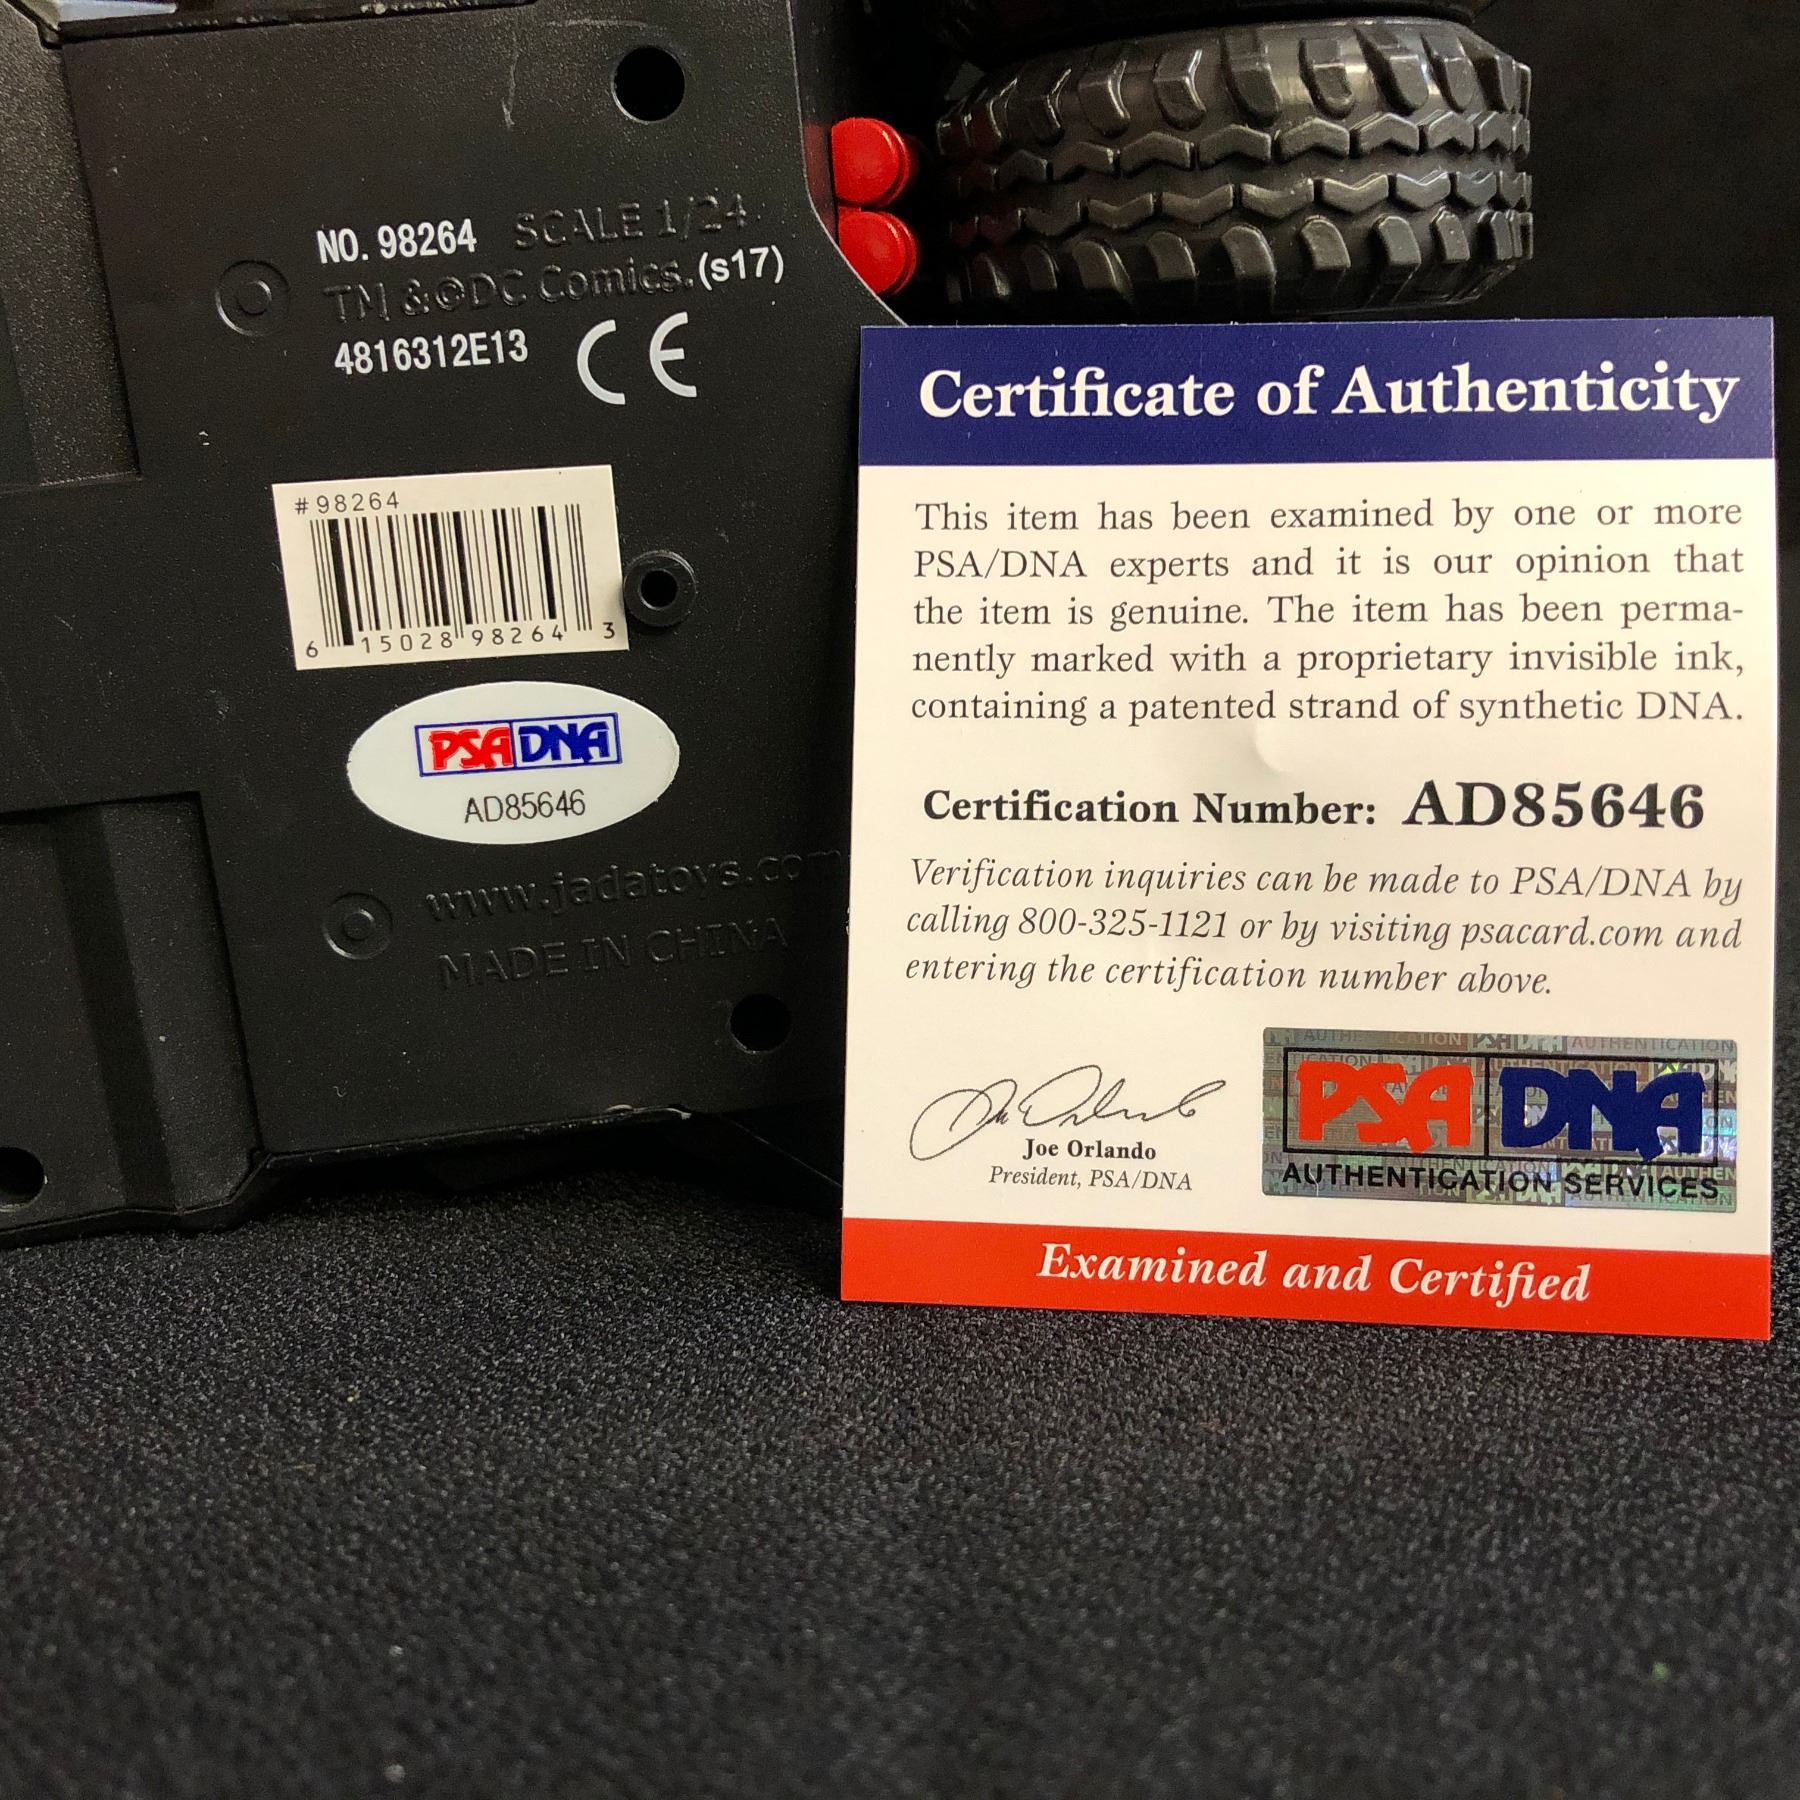 NO. 98264 SCALE 1/24
TM & © DC Comics. (s17)
4816312E13 CE
#98264
6 15028 98264 3
PSA DNA
AD85646
www.jadatoys.com
MADE IN CHINA
Certificate of Authenticity
This item has been examined by one or more
PSA/DNA experts and it is our opinion that
the item is genuine. The item has been perma-
nently marked with a proprietary invisible ink,
containing a patented strand of synthetic DNA.
Certification Number: AD85646
Verification inquiries can be made to PSA/DNA by
calling 800-325-1121 or by visiting psacard.com and
entering the certification number above.
Joe Orlando
President, PSA/DNA
PSA DNA
AUTHENTICATION SERVICES
Examined and Certified